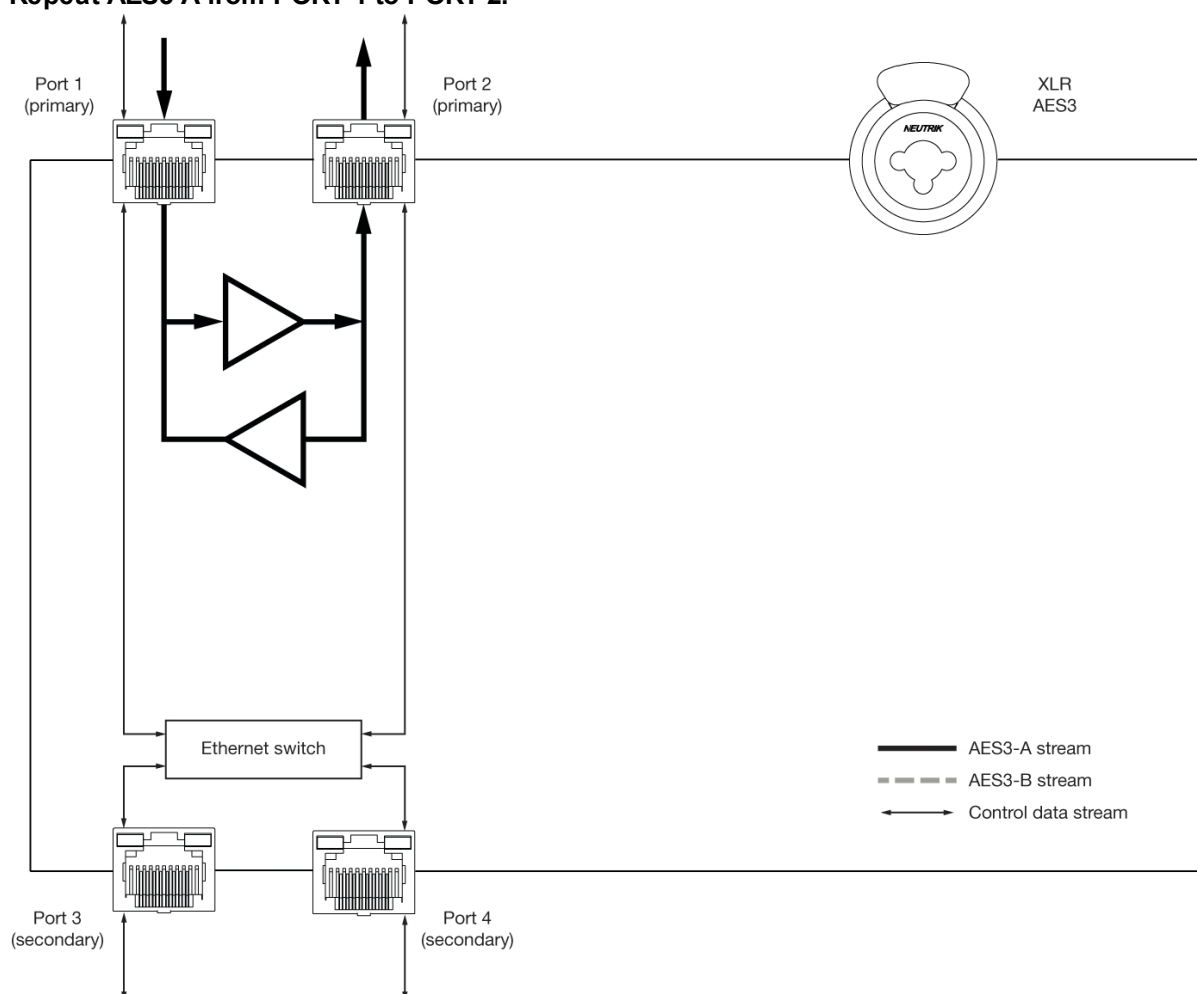 Repeat AES3 A from PORT 1 to PORT 2.
Port 1
(primary)
Port 2
(primary)
XLR
AES3
NEUTRIK
Ethernet switch
AES3-A stream
AES3-B stream
Control data stream
Port 3
(secondary)
Port 4
(secondary)